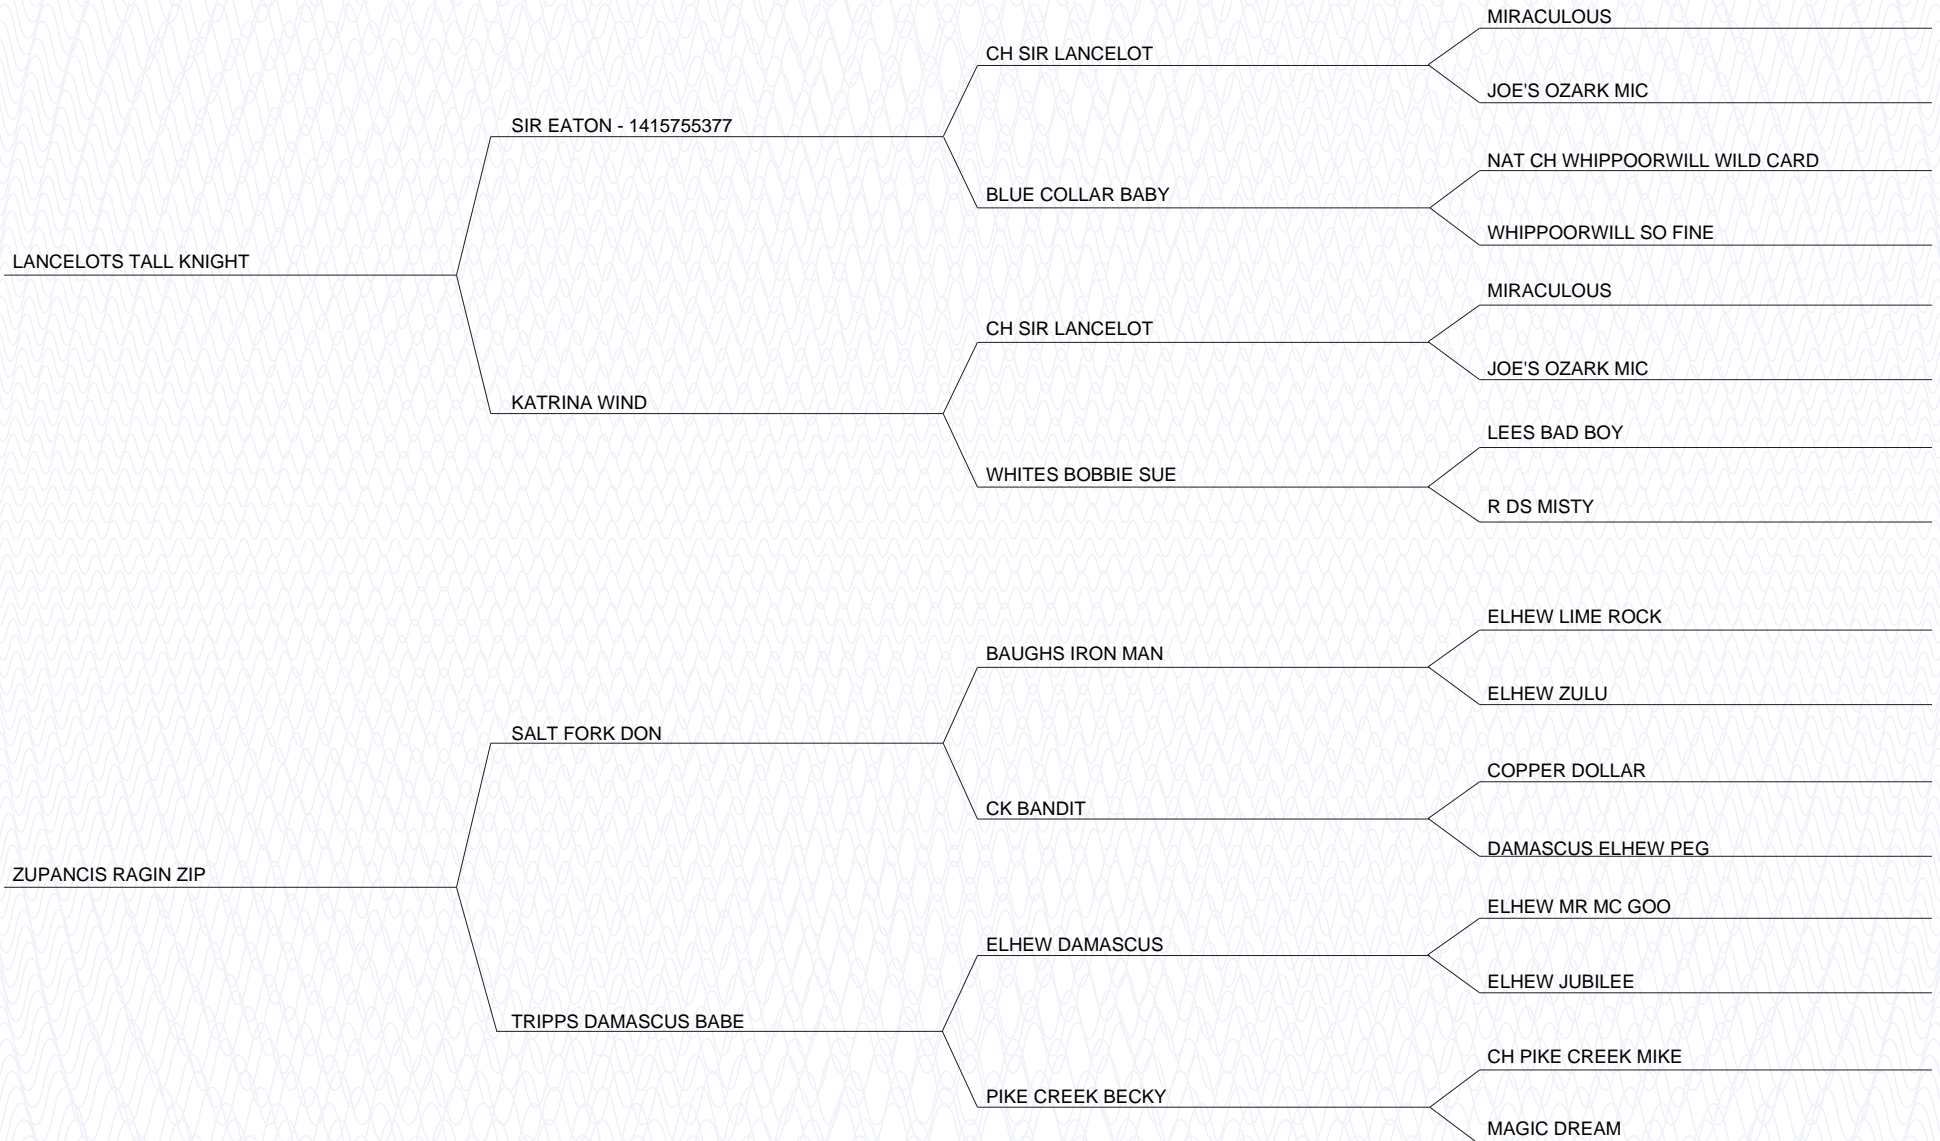 MIRACULOUS
CH SIR LANCELOT
JOE'S OZARK MIC
SIR EATON - 1415755377
NAT CH WHIPPOORWILL WILD CARD
BLUE COLLAR BABY
WHIPPOORWILL SO FINE
LANCELOTS TALL KNIGHT
MIRACULOUS
CH SIR LANCELOT
JOE'S OZARK MIC
KATRINA WIND
LEES BAD BOY
WHITES BOBBIE SUE
R DS MISTY
ELHEW LIME ROCK
BAUGHS IRON MAN
ELHEW ZULU
SALT FORK DON
COPPER DOLLAR
CK BANDIT
DAMASCUS ELHEW PEG
ZUPANCIS RAGIN ZIP
ELHEW MR MC GOO
ELHEW DAMASCUS
ELHEW JUBILEE
TRIPPS DAMASCUS BABE
CH PIKE CREEK MIKE
PIKE CREEK BECKY
MAGIC DREAM